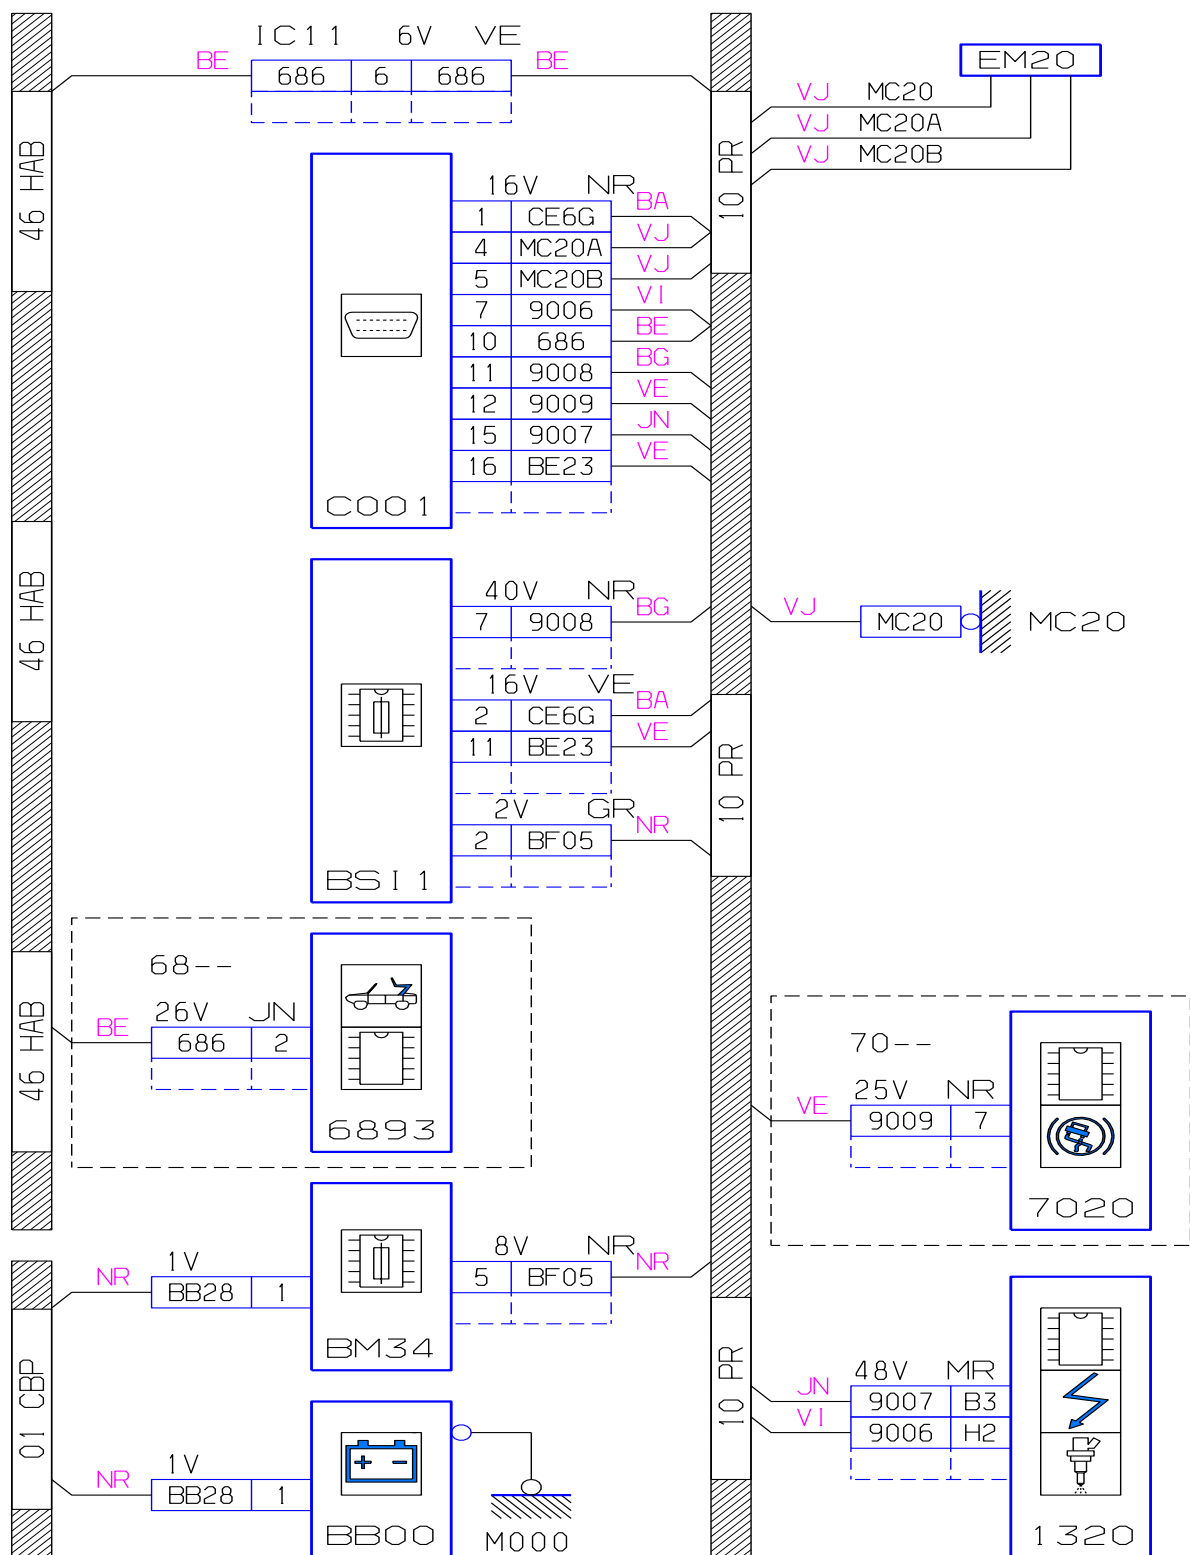 IC11 6V VE
BE 686 6 686 BE
EM20
VJ MC20
VJ MC20A
VJ MC20B
46 HAB
10 PR
16V NR
1 CE6G BA
4 MC20A VJ
5 MC20B VJ
7 9006 VI
10 686 BE
11 9008 BG
12 9009 VE
15 9007 JN
16 BE23 VE
C001
46 HAB
40V NR
7 9008 BG
VJ MC20 MC20
16V VE
2 CE6G BA
11 BE23 VE
10 PR
2V GR
2 BF05 NR
BSI1
46 HAB
68--
26V JN
BE 686 2
6893
70--
25V NR
VE 9009 7
7020
8V NR
5 BF05 NR
1V
NR BB28 1
BM34
01 CBP
10 PR
48V MR
JN 9007 B3
VI 9006 H2
1320
1V
NR BB28 1
+ -
BB00
M000